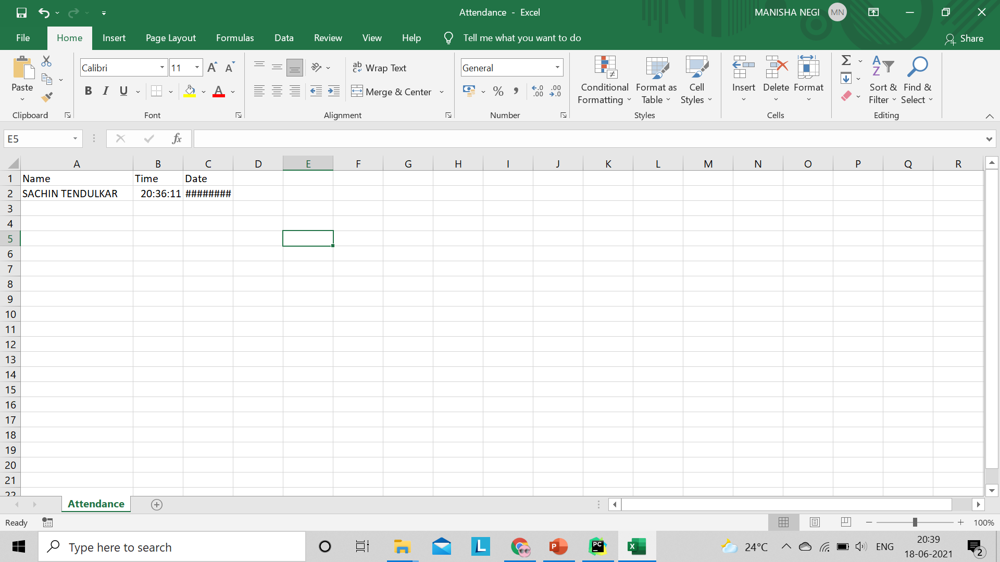 Attendance - Excel
MANISHA NEGI MN
File Home Insert Page Layout Formulas Data Review View Help Tell me what you want to do Share
Paste
Clipboard
Calibri 11
B I U
Font
Wrap Text
Merge & Center
Alignment
General
Number
Conditional Formatting
Format as Table
Cell Styles
Styles
Insert Delete Format
Cells
Sort & Filter
Find & Select
Editing
E5 fx
A B C D E F G H I J K L M N O P Q R
1 Name Time Date
2 SACHIN TENDULKAR 20:36:11 ########
3
4
5
6
7
8
9
10
11
12
13
14
15
16
17
18
19
20
21
22
Attendance
Ready 100%
Type here to search
24°C ENG
20:39
18-06-2021
2